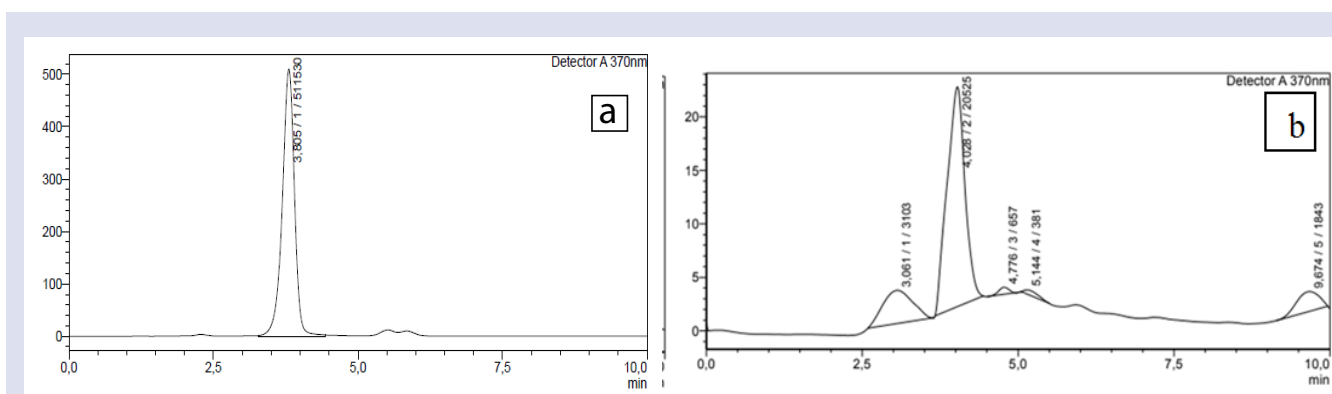 Detector A 370nm
500
400
300
200
100
0
3,805 / 1 / 511530
a
0,0
2,5
5,0
7,5
10,0
min
Detector A 370nm
20
15
10
5
0
3,061 / 1 / 3103
4,028 / 2 / 20525
4,776 / 3 / 657
5,144 / 4 / 381
9,674 / 5 / 1843
b
0,0
2,5
5,0
7,5
10,0
min